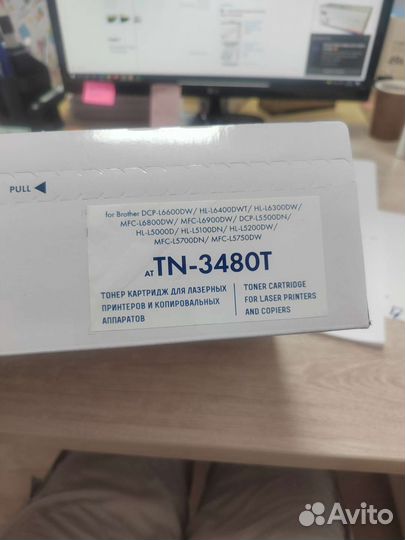 PULL
for Brother DCP-L6600DW/ HL-L6400DWT/ HL-L6300DW/
MFC-L6800DW/ MFC-L6900DW/ DCP-L5500DN/
HL-L5000D/ HL-L5100DN/ HL-L5200DW/
MFC-L5700DN/ MFC-L5750DW
AT TN-3480T
ТОНЕР КАРТРИДЖ ДЛЯ ЛАЗЕРНЫХ
ПРИНТЕРОВ И КОПИРОВАЛЬНЫХ
АППАРАТОВ
TONER CARTRIDGE
FOR LASER PRINTERS
AND COPIERS
Avito